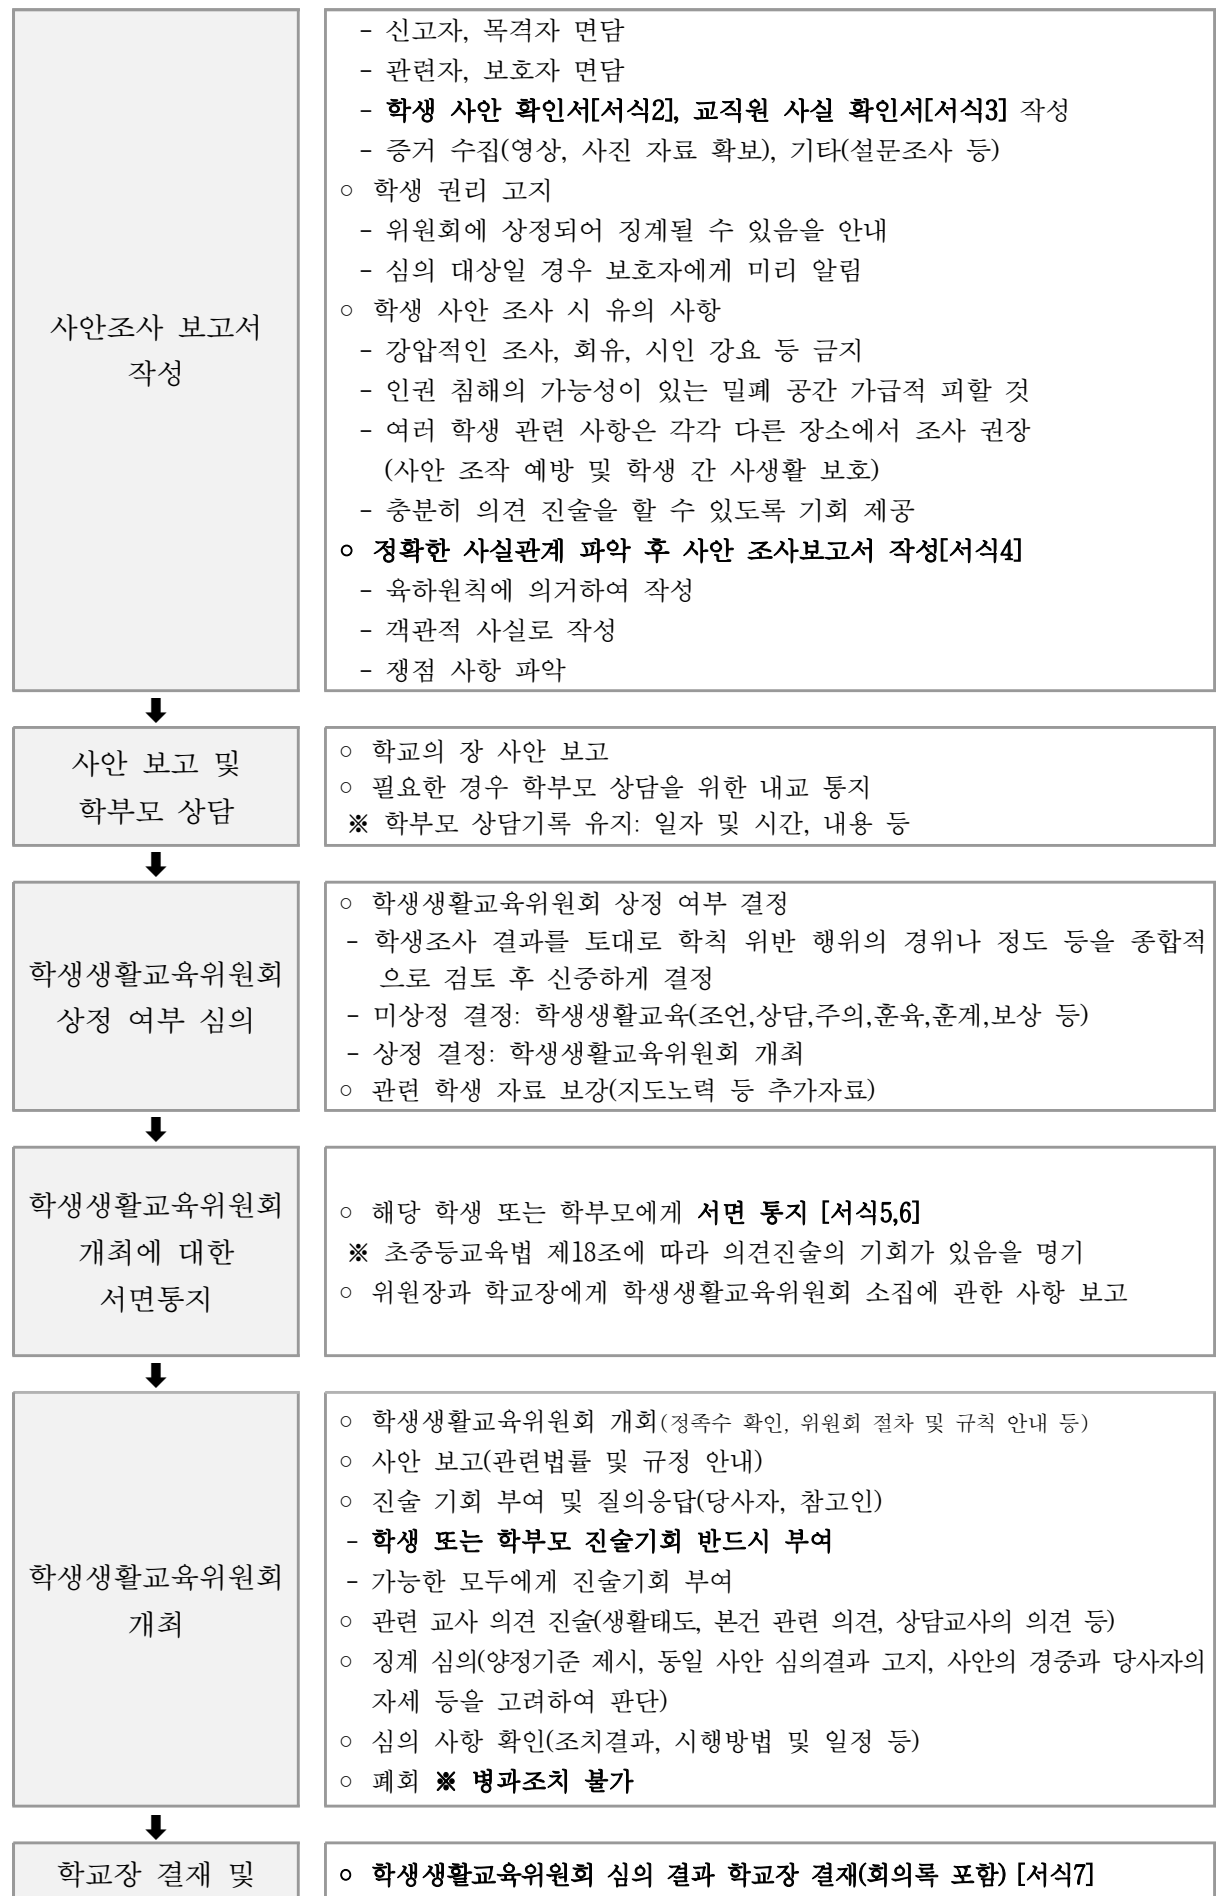 - 신고자, 목격자 면담
- 관련자, 보호자 면담
- 학생 사안 확인서[서식2], 교직원 사실 확인서[서식3] 작성
- 증거 수집(영상, 사진 자료 확보), 기타(설문조사 등)
○ 학생 권리 고지
- 위원회에 상정되어 징계될 수 있음을 안내
- 심의 대상일 경우 보호자에게 미리 알림
사안조사 보고서
작성
○ 학생 사안 조사 시 유의 사항
- 강압적인 조사, 회유, 시인 강요 등 금지
- 인권 침해의 가능성이 있는 밀폐 공간 가급적 피할 것
- 여러 학생 관련 사항은 각각 다른 장소에서 조사 권장
(사안 조작 예방 및 학생 간 사생활 보호)
- 충분히 의견 진술을 할 수 있도록 기회 제공
○ 정확한 사실관계 파악 후 사안 조사보고서 작성[서식4]
- 육하원칙에 의거하여 작성
- 객관적 사실로 작성
- 쟁점 사항 파악
⬇
사안 보고 및
학부모 상담
○ 학교의 장 사안 보고
○ 필요한 경우 학부모 상담을 위한 내교 통지
※ 학부모 상담기록 유지: 일자 및 시간, 내용 등
⬇
학생생활교육위원회
상정 여부 심의
○ 학생생활교육위원회 상정 여부 결정
- 학생조사 결과를 토대로 학칙 위반 행위의 경위나 정도 등을 종합적
으로 검토 후 신중하게 결정
- 미상정 결정: 학생생활교육(조언,상담,주의,훈육,훈계,보상 등)
- 상정 결정: 학생생활교육위원회 개최
○ 관련 학생 자료 보강(지도노력 등 추가자료)
⬇
학생생활교육위원회
개최에 대한
서면통지
○ 해당 학생 또는 학부모에게 서면 통지 [서식5,6]
※ 초중등교육법 제18조에 따라 의견진술의 기회가 있음을 명기
○ 위원장과 학교장에게 학생생활교육위원회 소집에 관한 사항 보고
⬇
학생생활교육위원회
개최
○ 학생생활교육위원회 개회(정족수 확인, 위원회 절차 및 규칙 안내 등)
○ 사안 보고(관련법률 및 규정 안내)
○ 진술 기회 부여 및 질의응답(당사자, 참고인)
- 학생 또는 학부모 진술기회 반드시 부여
- 가능한 모두에게 진술기회 부여
○ 관련 교사 의견 진술(생활태도, 본건 관련 의견, 상담교사의 의견 등)
○ 징계 심의(양정기준 제시, 동일 사안 심의결과 고지, 사안의 경중과 당사자의
자세 등을 고려하여 판단)
○ 심의 사항 확인(조치결과, 시행방법 및 일정 등)
○ 폐회 ※ 병과조치 불가
⬇
학교장 결재 및
○ 학생생활교육위원회 심의 결과 학교장 결재(회의록 포함) [서식7]